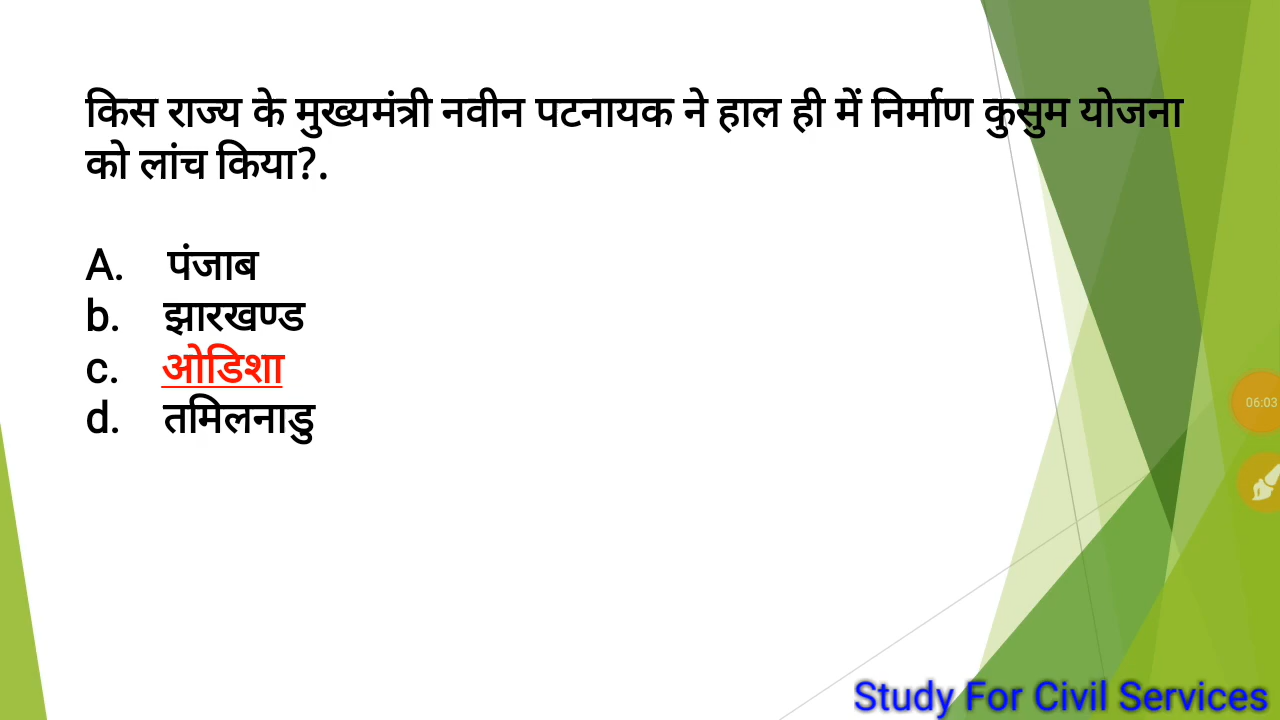 किस राज्य के मुख्यमंत्री नवीन पटनायक ने हाल ही में निर्माण कुसुम योजना
को लांच किया?.
A. पंजाब
b. झारखण्ड
c. ओडिशा
d. तमिलनाडु
06:03
Study For Civil Services